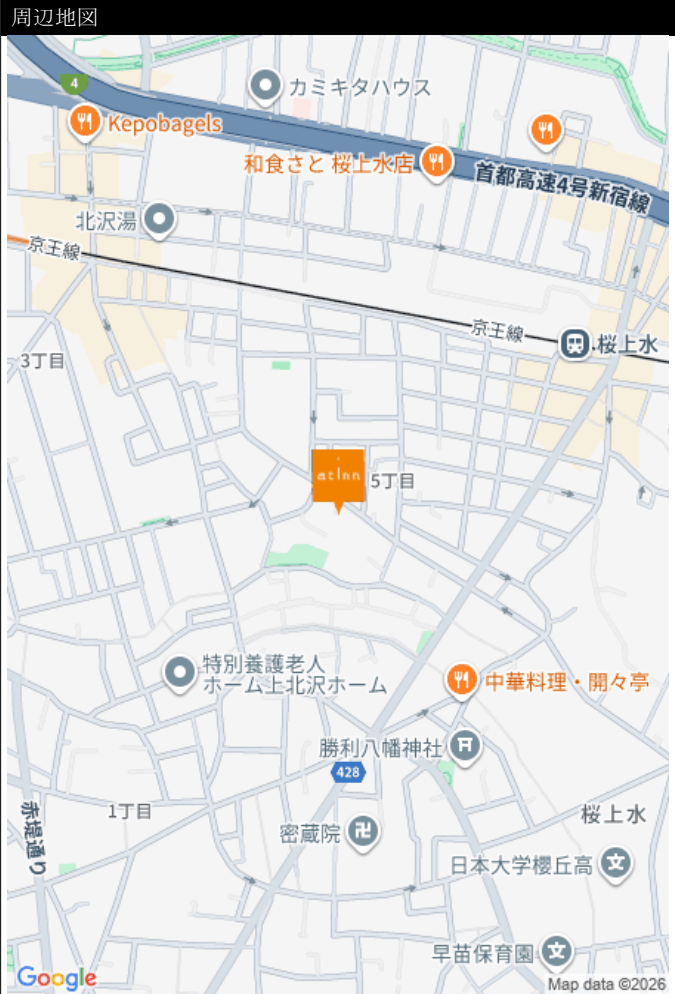 周辺地図
4
カミキタハウス
Kepobagels
和食さと 桜上水店
首都高速4号新宿線
北沢湯
京王線
京王線
桜上水
3丁目
atinn
5丁目
特別養護老人
ホーム上北沢ホーム
中華料理・開々亭
勝利八幡神社
428
1丁目
桜上水
赤堤通り
密蔵院
日本大学櫻丘高
早苗保育園
Google
Map data ©2026